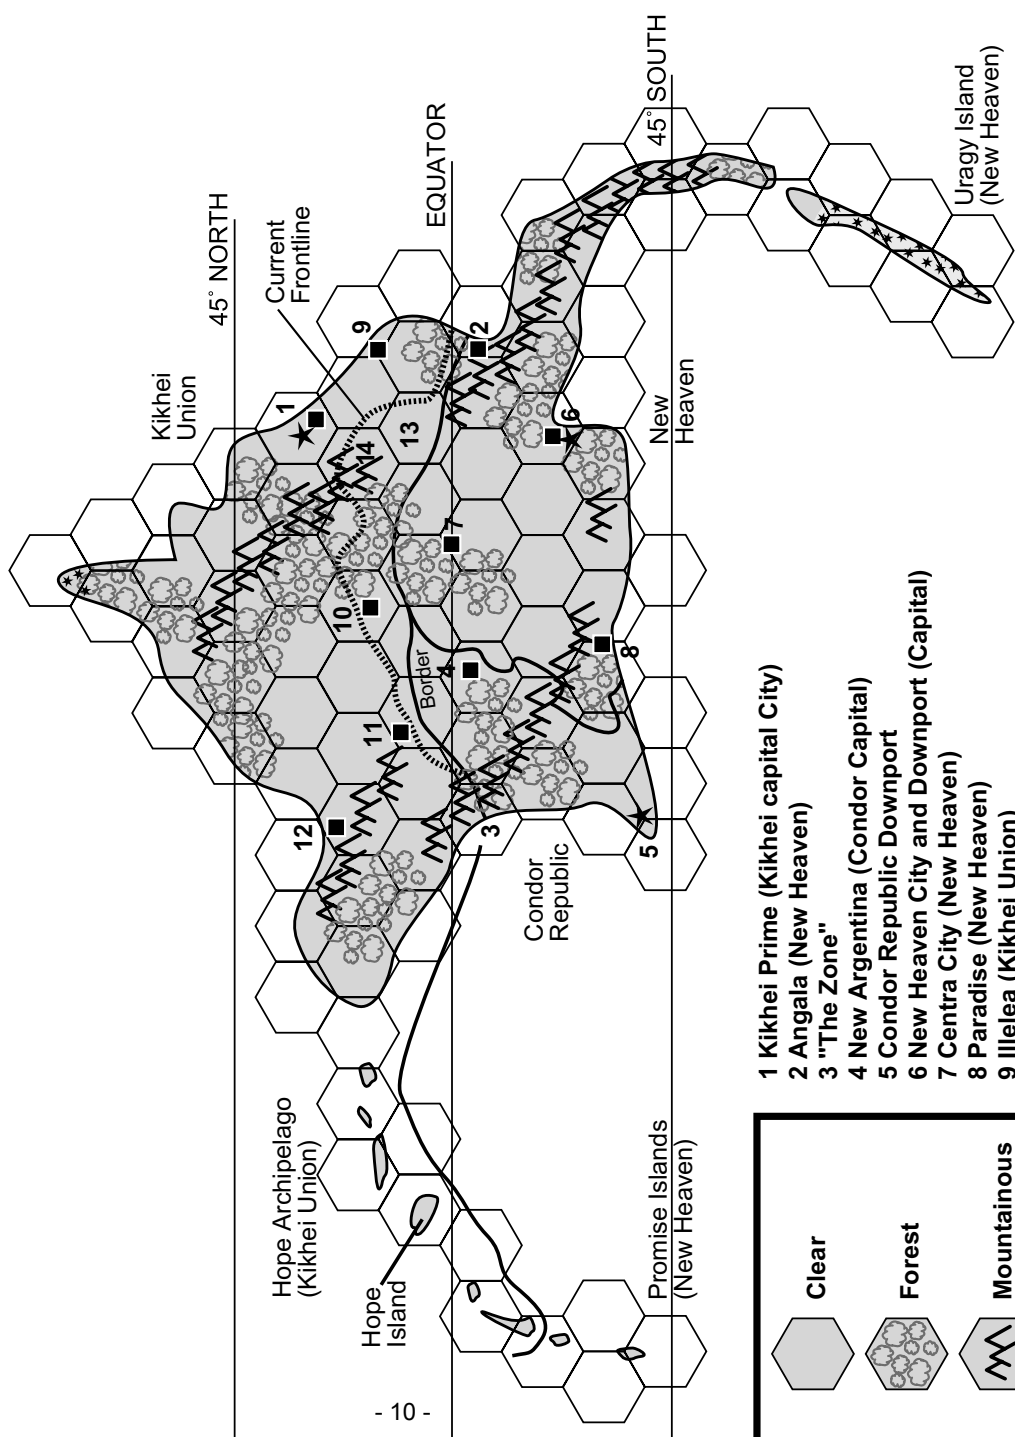 45° NORTH
Kikhei
Union
Current
Frontline
EQUATOR
45° SOUTH
Uragy Island
(New Heaven)
1
9
2
14
13
6
7
10
Border
4
11
8
12
3
5
New
Heaven
Condor
Republic
Hope Archipelago
(Kikhei Union)
Hope
Island
Promise Islands
(New Heaven)
- 10 -
1 Kikhei Prime (Kikhei capital City)
2 Angala (New Heaven)
3 "The Zone"
4 New Argentina (Condor Capital)
5 Condor Republic Downport
6 New Heaven City and Downport (Capital)
7 Centra City (New Heaven)
8 Paradise (New Heaven)
9 Illelea (Kikhei Union)
Clear
Forest
Mountainous